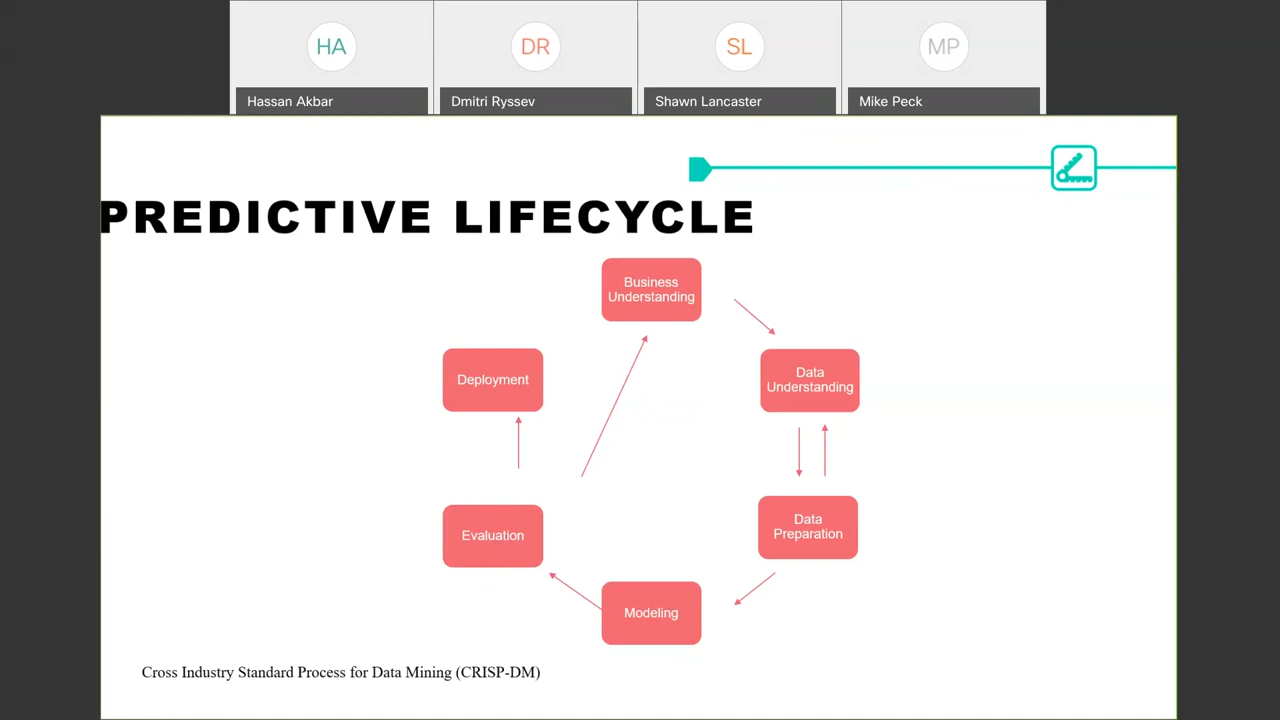 HA
DR
SL
MP
Hassan Akbar
Dmitri Ryssev
Shawn Lancaster
Mike Peck
PREDICTIVE LIFECYCLE
Business
Understanding
Deployment
Data
Understanding
Evaluation
Data
Preparation
Modeling
Cross Industry Standard Process for Data Mining (CRISP-DM)